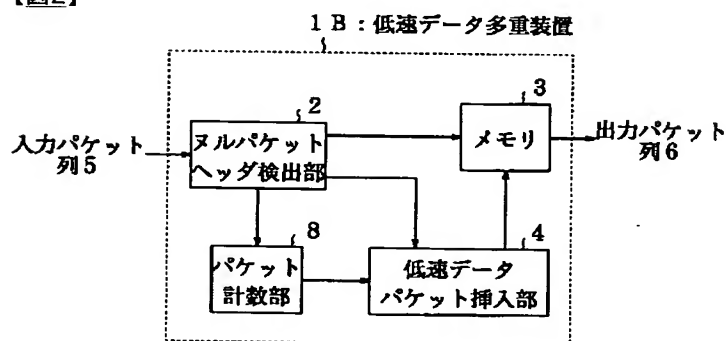 【図2】
1B：低速データ多重装置
2
3
入力パケット
列5
ヌルパケット
ヘッダ検出部
メモリ
出力パケット
列6
8
4
パケット
計数部
低速データ
パケット挿入部